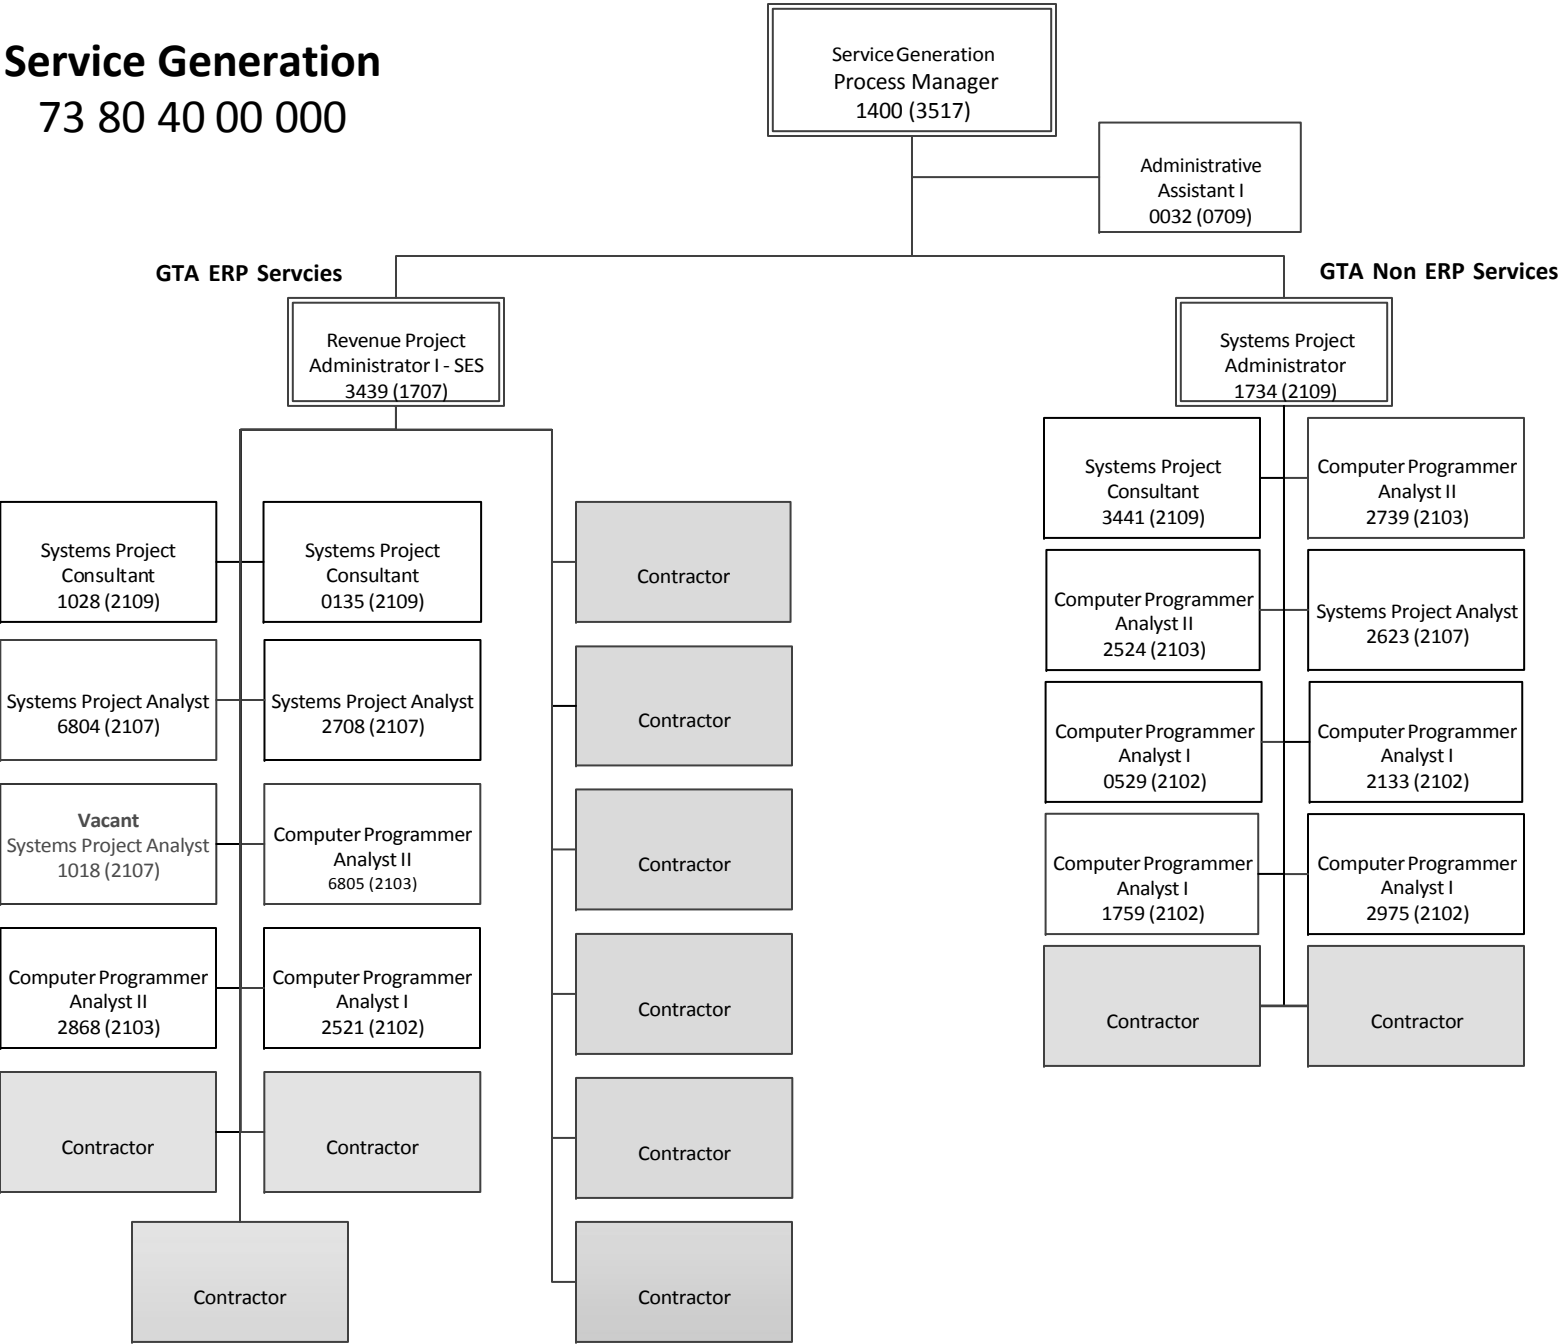 Service Generation
73 80 40 00 000
Service Generation
Process Manager
1400 (3517)
Administrative
Assistant I
0032 (0709)
GTA ERP Servcies
GTA Non ERP Services
Revenue Project
Administrator I - SES
3439 (1707)
Systems Project
Administrator
1734 (2109)
Systems Project
Consultant
1028 (2109)
Systems Project
Consultant
0135 (2109)
Systems Project Analyst
6804 (2107)
Systems Project Analyst
2708 (2107)
Vacant
Systems Project Analyst
1018 (2107)
Computer Programmer
Analyst II
6805 (2103)
Computer Programmer
Analyst II
2868 (2103)
Computer Programmer
Analyst I
2521 (2102)
Contractor
Contractor
Contractor
Contractor
Contractor
Contractor
Contractor
Contractor
Contractor
Systems Project
Consultant
3441 (2109)
Computer Programmer
Analyst II
2739 (2103)
Computer Programmer
Analyst II
2524 (2103)
Systems Project Analyst
2623 (2107)
Computer Programmer
Analyst I
0529 (2102)
Computer Programmer
Analyst I
2133 (2102)
Computer Programmer
Analyst I
1759 (2102)
Computer Programmer
Analyst I
2975 (2102)
Contractor
Contractor